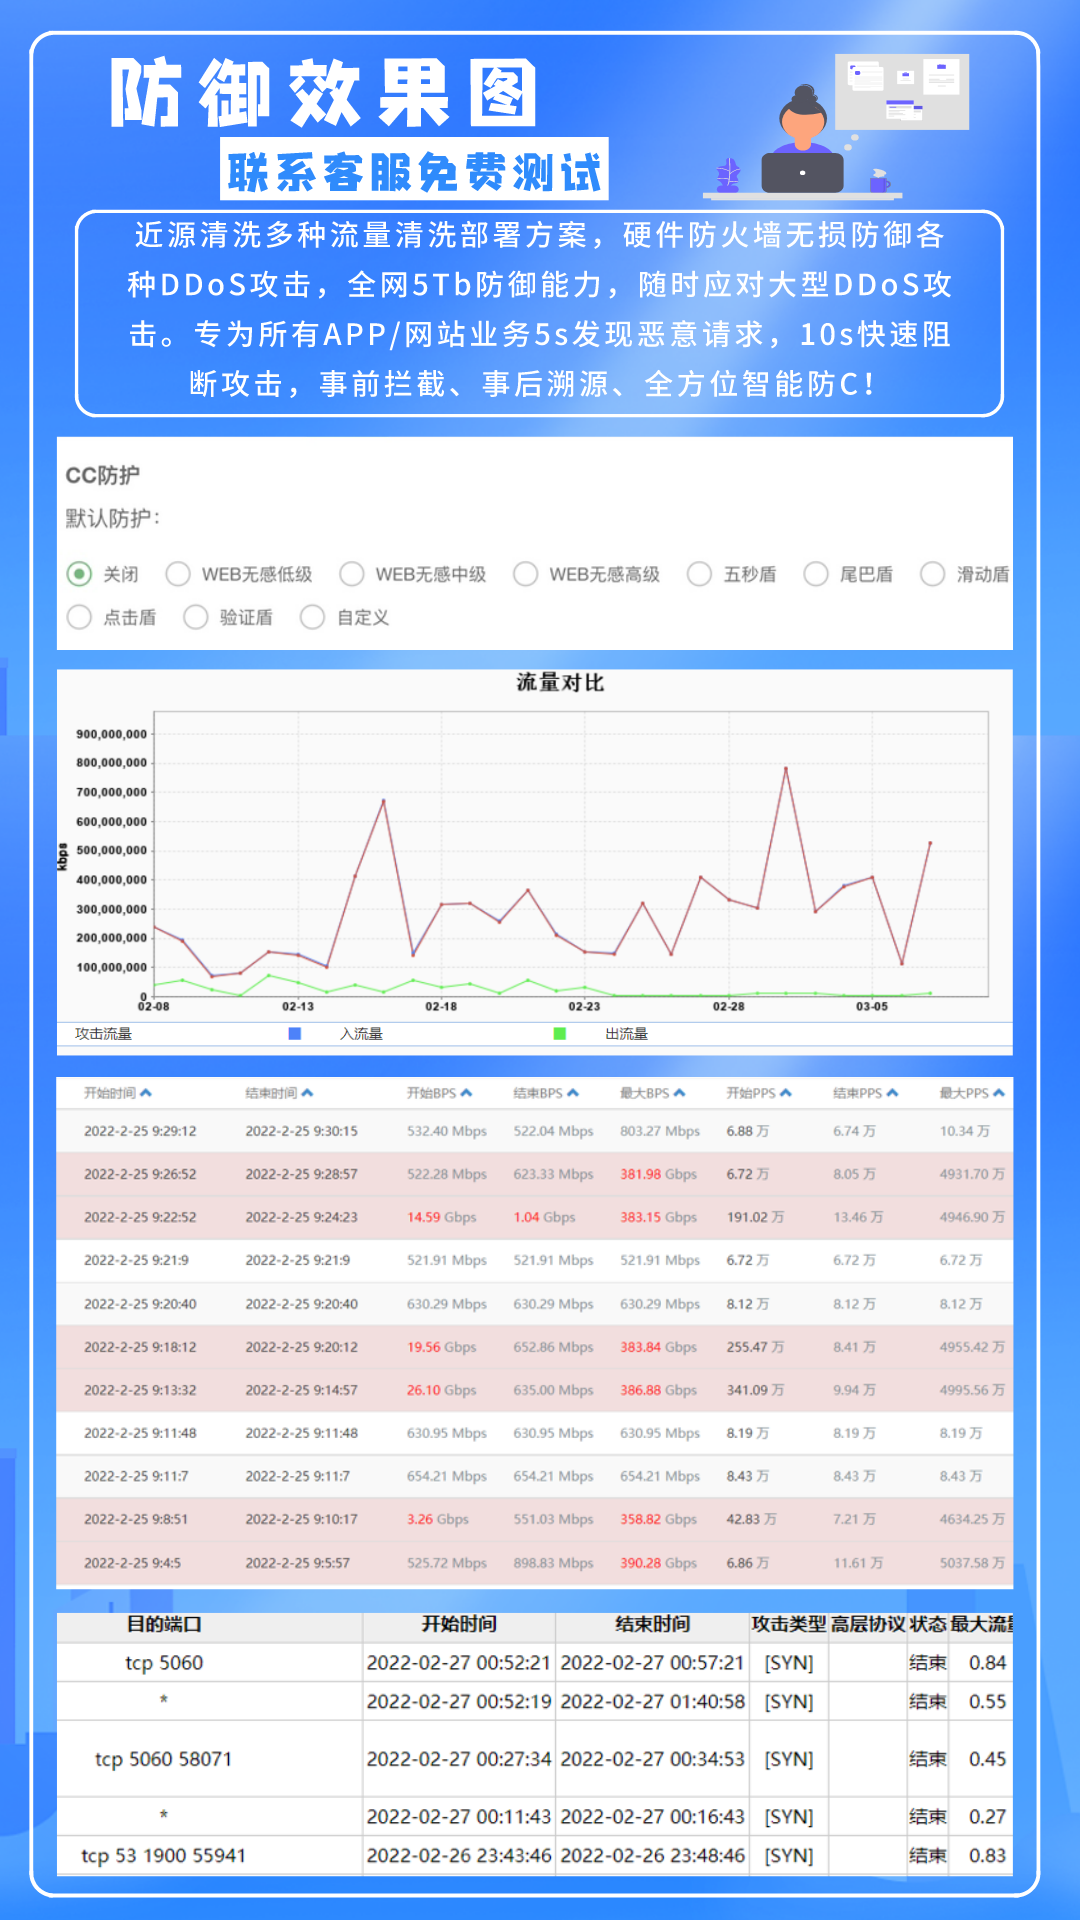 防御效果图
联系客服免费测试
近源清洗多种流量清洗部署方案，硬件防火墙无损防御各
种DDoS攻击，全网5Tb防御能力，随时应对大型DDoS攻
击。专为所有APP/网站业务5s发现恶意请求，10s快速阻
断攻击，事前拦截、事后溯源、全方位智能防C！
CC防护
默认防护：
关闭 WEB无感低级 WEB无感中级 WEB无感高级 五秒盾 尾巴盾 滑动盾
点击盾 验证盾 自定义
流量对比
900,000,000
800,000,000
700,000,000
600,000,000
500,000,000
400,000,000
300,000,000
200,000,000
100,000,000
0
kbps
02-08 02-13 02-18 02-23 02-28 03-05
攻击流量 入流量 出流量
开始时间 结束时间 开始BPS 结束BPS 最大BPS 开始PPS 结束PPS 最大PPS
2022-2-25 9:29:12 2022-2-25 9:30:15 532.40 Mbps 522.04 Mbps 803.27 Mbps 6.88 万 6.74 万 10.34 万
2022-2-25 9:26:52 2022-2-25 9:28:57 522.28 Mbps 623.33 Mbps 381.98 Gbps 6.72 万 8.05 万 4931.70 万
2022-2-25 9:22:52 2022-2-25 9:24:23 14.59 Gbps 1.04 Gbps 383.15 Gbps 191.02 万 13.46 万 4946.90 万
2022-2-25 9:21:9 2022-2-25 9:21:9 521.91 Mbps 521.91 Mbps 521.91 Mbps 6.72 万 6.72 万 6.72 万
2022-2-25 9:20:40 2022-2-25 9:20:40 630.29 Mbps 630.29 Mbps 630.29 Mbps 8.12 万 8.12 万 8.12 万
2022-2-25 9:18:12 2022-2-25 9:20:12 19.56 Gbps 652.86 Mbps 383.84 Gbps 255.47 万 8.41 万 4955.42 万
2022-2-25 9:13:32 2022-2-25 9:14:57 26.10 Gbps 635.00 Mbps 386.88 Gbps 341.09 万 9.94 万 4995.56 万
2022-2-25 9:11:48 2022-2-25 9:11:48 630.95 Mbps 630.95 Mbps 630.95 Mbps 8.19 万 8.19 万 8.19 万
2022-2-25 9:11:7 2022-2-25 9:11:7 654.21 Mbps 654.21 Mbps 654.21 Mbps 8.43 万 8.43 万 8.43 万
2022-2-25 9:8:51 2022-2-25 9:10:17 3.26 Gbps 551.03 Mbps 358.82 Gbps 42.83 万 7.21 万 4634.25 万
2022-2-25 9:4:5 2022-2-25 9:5:57 525.72 Mbps 898.83 Mbps 390.28 Gbps 6.86 万 11.61 万 5037.58 万
目的端口 开始时间 结束时间 攻击类型 高层协议 状态 最大流量
tcp 5060 2022-02-27 00:52:21 2022-02-27 00:57:21 [SYN] 结束 0.84
* 2022-02-27 00:52:19 2022-02-27 01:40:58 [SYN] 结束 0.55
tcp 5060 58071 2022-02-27 00:27:34 2022-02-27 00:34:53 [SYN] 结束 0.45
* 2022-02-27 00:11:43 2022-02-27 00:16:43 [SYN] 结束 0.27
tcp 53 1900 55941 2022-02-26 23:43:46 2022-02-26 23:48:46 [SYN] 结束 0.83